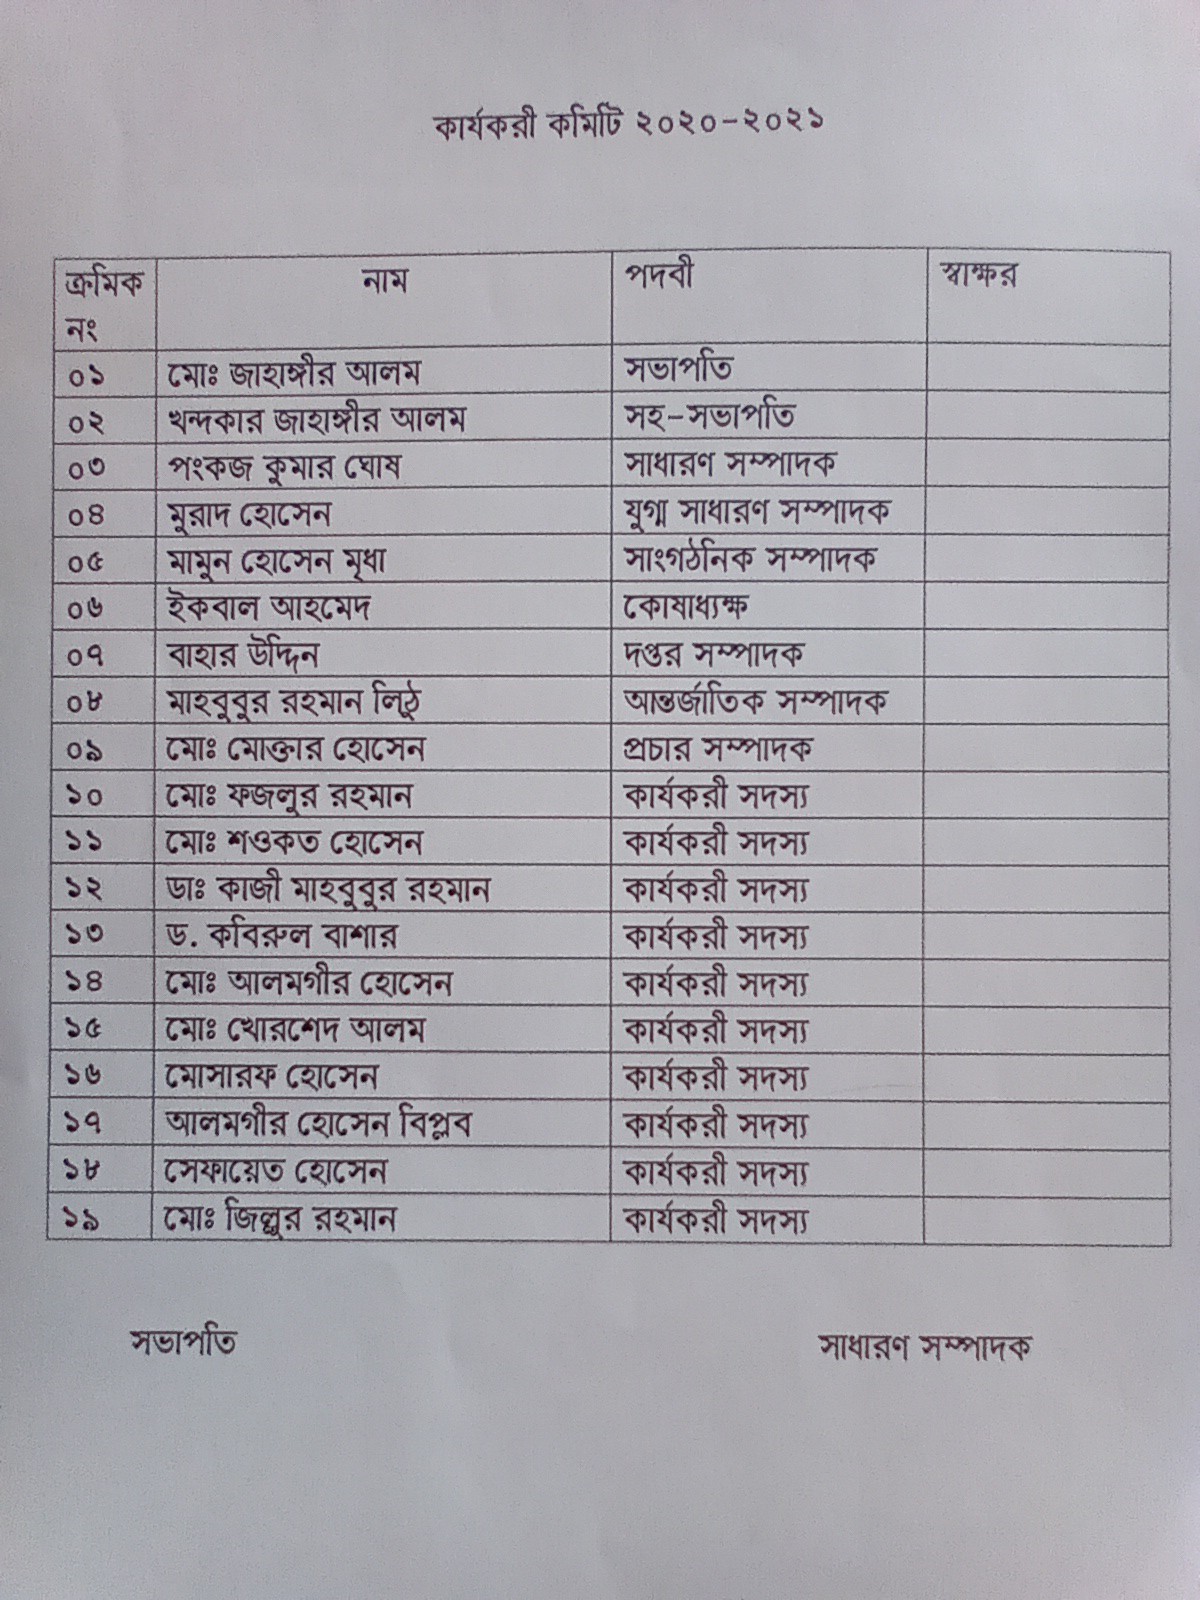 কার্যকরী কমিটি ২০২০-২০২১
ক্রমিক নং নাম পদবী স্বাক্ষর
০১ মোঃ জাহাঙ্গীর আলম সভাপতি
০২ খন্দকার জাহাঙ্গীর আলম সহ-সভাপতি
০৩ পংকজ কুমার ঘোষ সাধারণ সম্পাদক
০৪ মুরাদ হোসেন যুগ্ম সাধারণ সম্পাদক
০৫ মামুন হোসেন মৃধা সাংগঠনিক সম্পাদক
০৬ ইকবাল আহমেদ কোষাধ্যক্ষ
০৭ বাহার উদ্দিন দপ্তর সম্পাদক
০৮ মাহবুবুর রহমান লিঠু আন্তর্জাতিক সম্পাদক
০৯ মোঃ মোক্তার হোসেন প্রচার সম্পাদক
১০ মোঃ ফজলুর রহমান কার্যকরী সদস্য
১১ মোঃ শওকত হোসেন কার্যকরী সদস্য
১২ ডাঃ কাজী মাহবুবুর রহমান কার্যকরী সদস্য
১৩ ড. কবিরুল বাশার কার্যকরী সদস্য
১৪ মোঃ আলমগীর হোসেন কার্যকরী সদস্য
১৫ মোঃ খোরশেদ আলম কার্যকরী সদস্য
১৬ মোসারফ হোসেন কার্যকরী সদস্য
১৭ আলমগীর হোসেন বিপ্লব কার্যকরী সদস্য
১৮ সেফায়েত হোসেন কার্যকরী সদস্য
১৯ মোঃ জিল্লুর রহমান কার্যকরী সদস্য
সভাপতি সাধারণ সম্পাদক